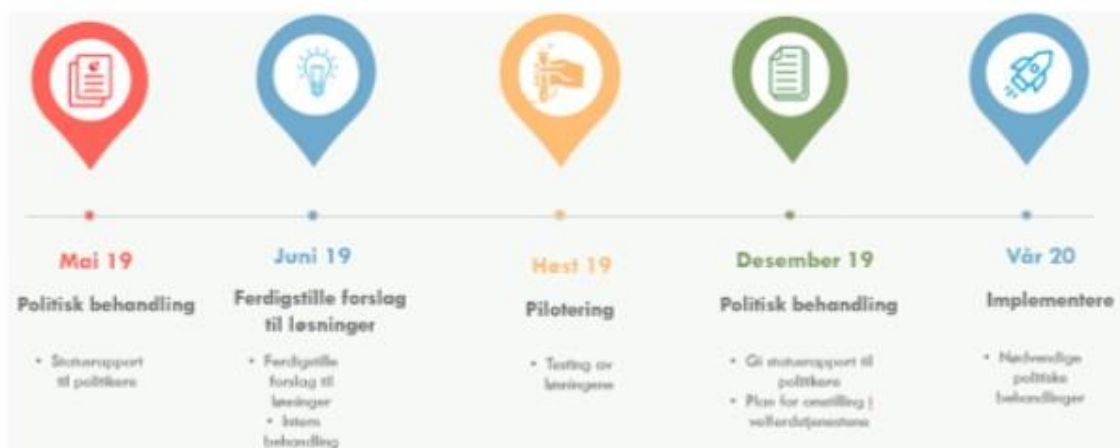 Mai 19
Politisk behandling
• Statusrapport
til politikere
Juni 19
Ferdigstille forslag
til løsninger
• Ferdigstille
forslag til
løsninger
• Intern
behandling
Høst 19
Pilotering
• Testing av
løsningene
Desember 19
Politisk behandling
• Gi statusrapport til
politikere
• Plan for omstilling i
velferdstjenestene
Vår 20
Implementere
• Nødvendige
politiske
behandlinger